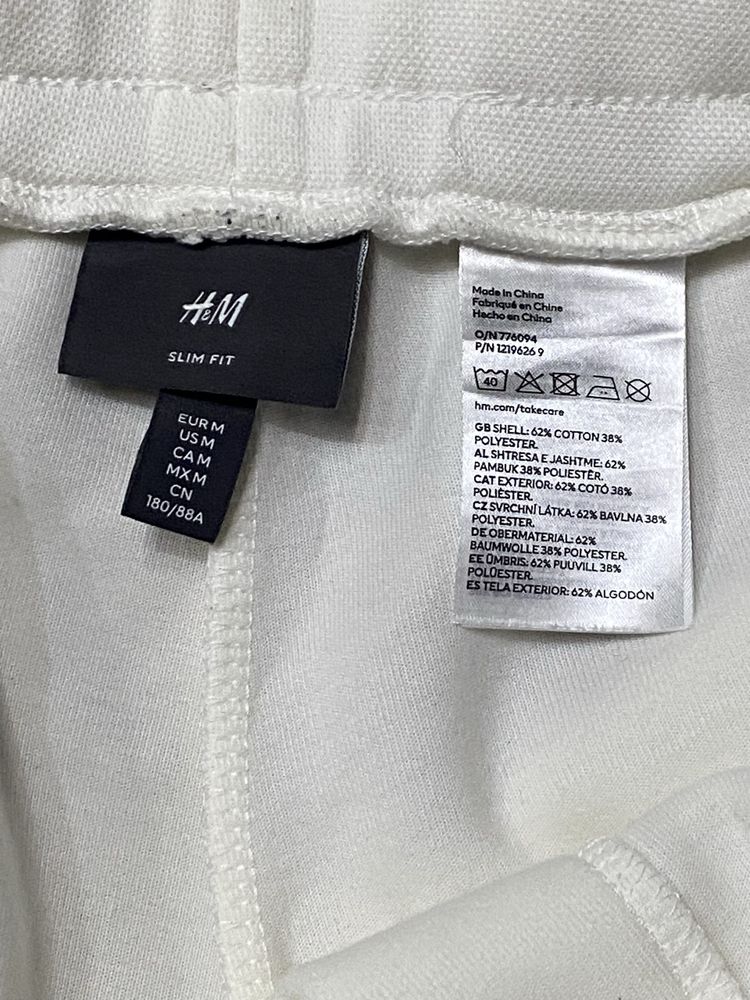 H&M
SLIM FIT
EUR M
US M
CA M
MX M
CN
180/88A
Made in China
Fabriqué en Chine
Hecho en China
O/N 776094
P/N 1219626 9
40
hm.com/takecare
GB SHELL: 62% COTTON 38%
POLYESTER.
AL SHTRESA E JASHTME: 62%
PAMBUK 38% POLIESTËR.
CAT EXTERIOR: 62% COTÓ 38%
POLIÈSTER.
CZ SVRCHNÍ LÁTKA: 62% BAVLNA 38%
POLYESTER.
DE OBERMATERIAL: 62%
BAUMWOLLE 38% POLYESTER.
EE ÜMBRIS: 62% PUUVILL 38%
POLÜESTER.
ES TELA EXTERIOR: 62% ALGODÓN